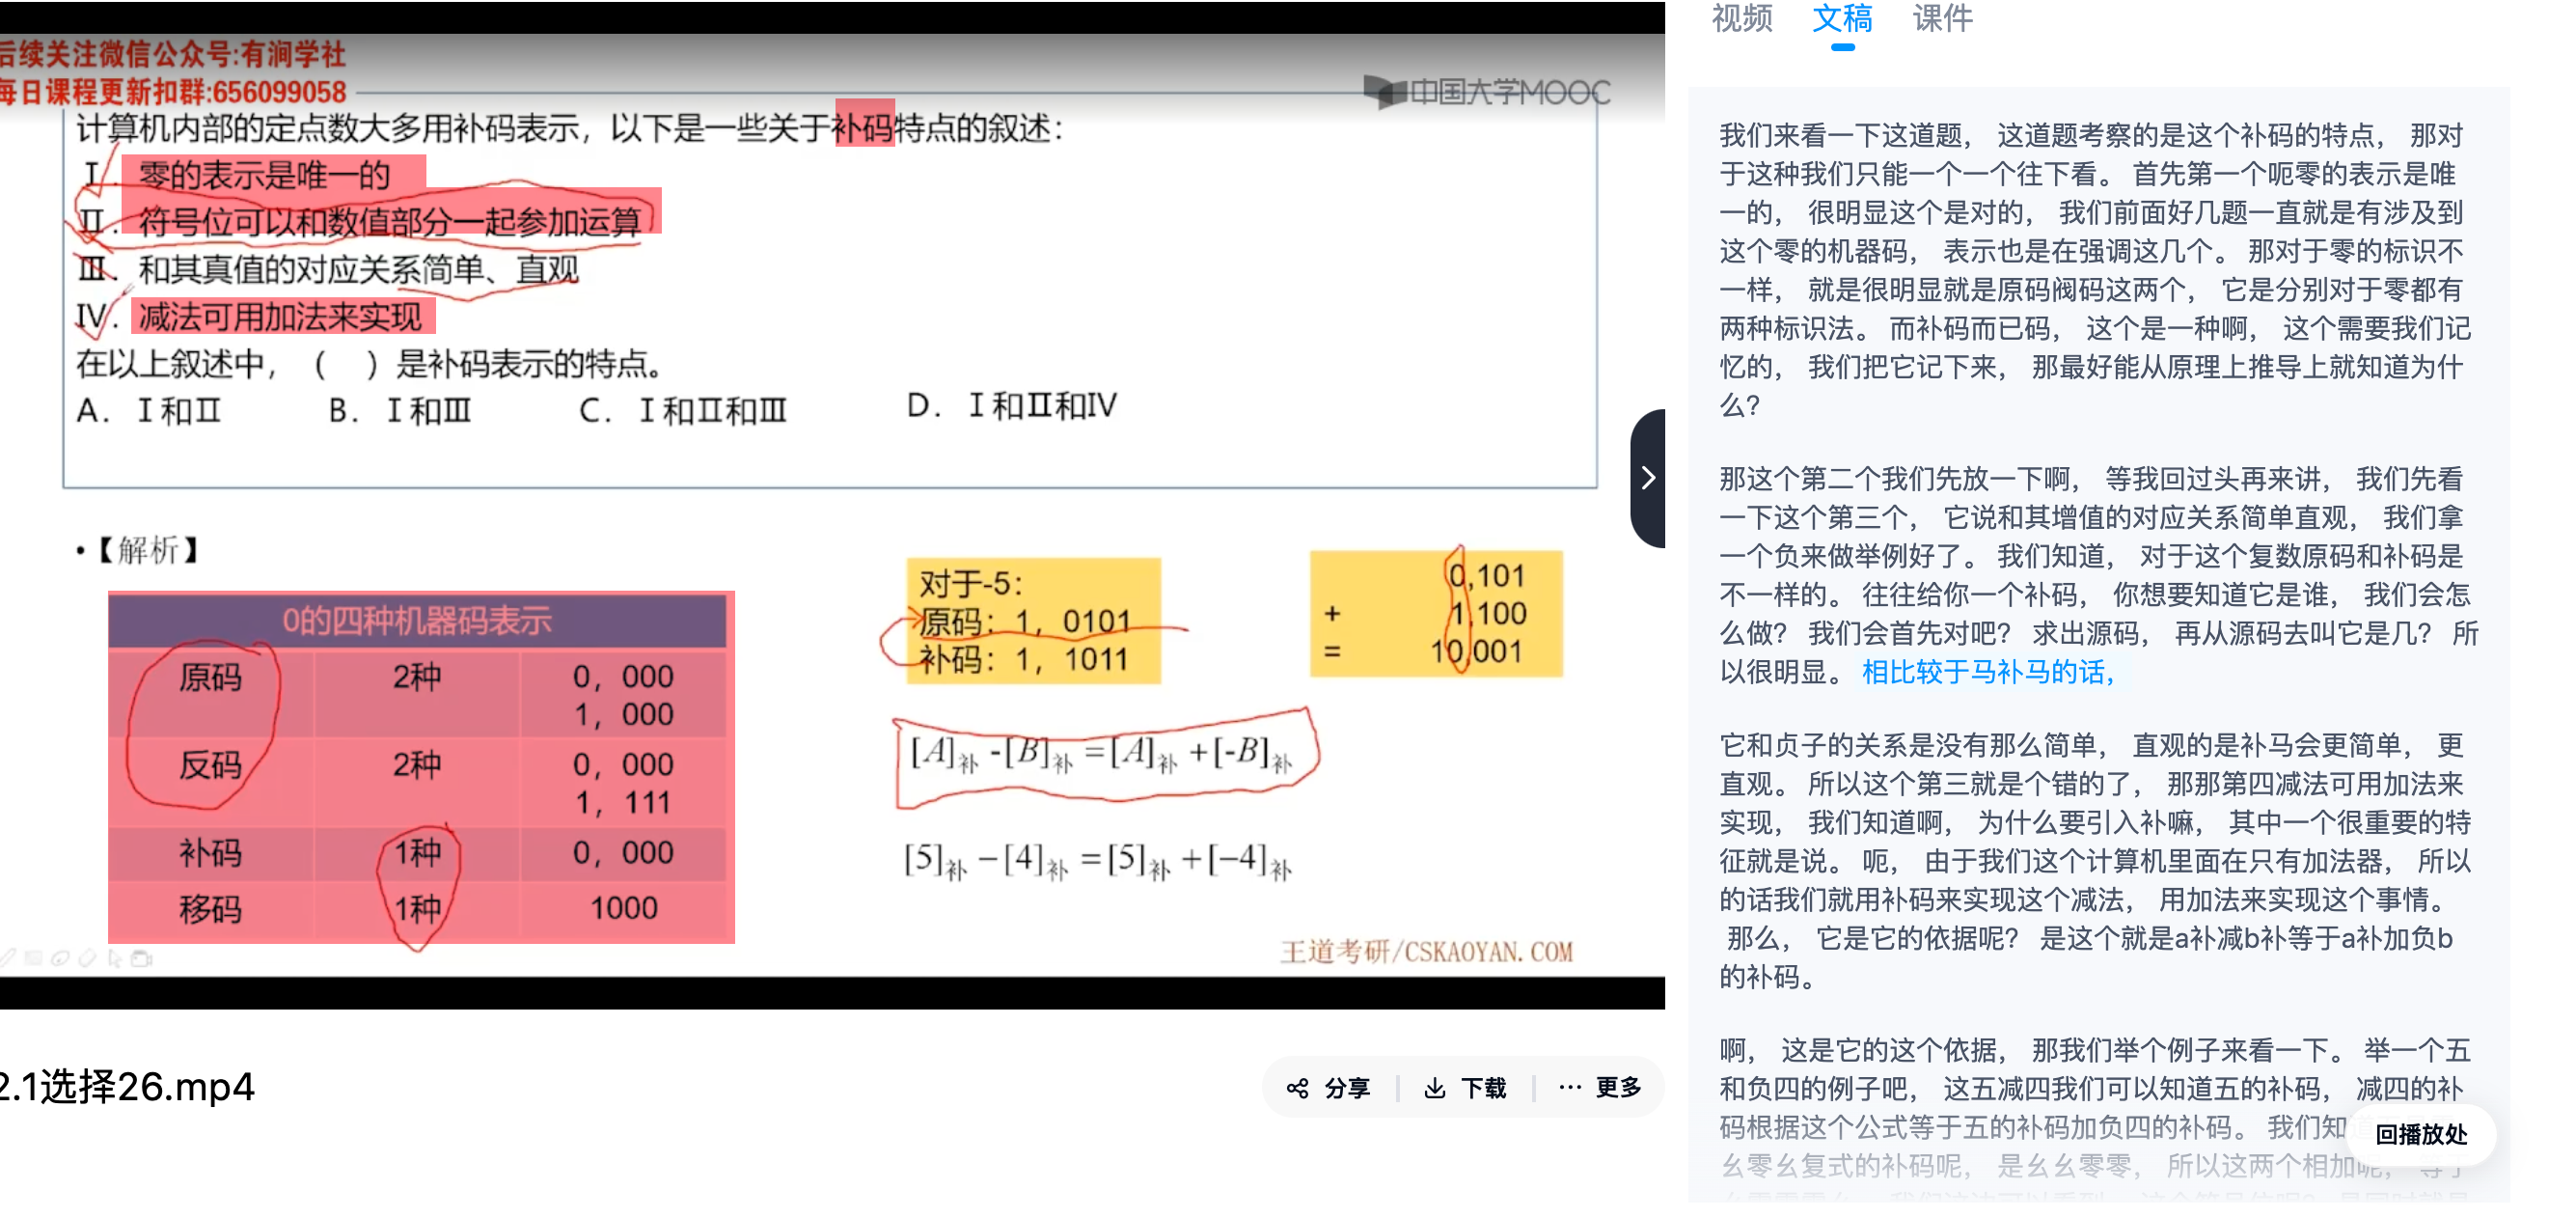 后续关注微信公众号:有涧学社
每日课程更新扣群:656099058
中国大学MOOC
计算机内部的定点数大多用补码表示，以下是一些关于补码特点的叙述：
Ⅰ. 零的表示是唯一的
Ⅱ. 符号位可以和数值部分一起参加运算
Ⅲ. 和其真值的对应关系简单、直观
Ⅳ. 减法可用加法来实现
在以上叙述中，（ ）是补码表示的特点。
A. Ⅰ和Ⅱ B. Ⅰ和Ⅲ C. Ⅰ和Ⅱ和Ⅲ D. Ⅰ和Ⅱ和Ⅳ
•【解析】
0的四种机器码表示
原码 2种 0，000
1，000
反码 2种 0，000
1，111
补码 1种 0，000
移码 1种 1000
对于-5：
原码：1，0101
补码：1，1011
0,101
+ 1,100
= 10,001
[A]补 -[B]补 =[A]补 +[-B]补
[5]补 −[4]补 =[5]补 +[−4]补
王道考研/CSKAOYAN.COM
2.1选择26.mp4
分享
下载
··· 更多
视频 文稿 课件
我们来看一下这道题， 这道题考察的是这个补码的特点， 那对
于这种我们只能一个一个往下看。 首先第一个呃零的表示是唯
一的， 很明显这个是对的， 我们前面好几题一直就是有涉及到
这个零的机器码， 表示也是在强调这几个。 那对于零的标识不
一样， 就是很明显就是原码阀码这两个， 它是分别对于零都有
两种标识法。 而补码而已码， 这个是一种啊， 这个需要我们记
忆的， 我们把它记下来， 那最好能从原理上推导上就知道为什
么?
那这个第二个我们先放一下啊， 等我回过头再来讲， 我们先看
一下这个第三个， 它说和其增值的对应关系简单直观， 我们拿
一个负来做举例好了。 我们知道， 对于这个复数原码和补码是
不一样的。 往往给你一个补码， 你想要知道它是谁， 我们会怎
么做? 我们会首先对吧? 求出源码， 再从源码去叫它是几? 所
以很明显。 相比较于马补马的话，
它和贞子的关系是没有那么简单， 直观的是补马会更简单， 更
直观。 所以这个第三就是个错的了， 那那第四减法可用加法来
实现， 我们知道啊， 为什么要引入补嘛， 其中一个很重要的特
征就是说。 呃， 由于我们这个计算机里面在只有加法器， 所以
的话我们就用补码来实现这个减法， 用加法来实现这个事情。
那么， 它是它的依据呢? 是这个就是a补减b补等于a补加负b
的补码。
啊， 这是它的这个依据， 那我们举个例子来看一下。 举一个五
和负四的例子吧， 这五减四我们可以知道五的补码， 减四的补
码根据这个公式等于五的补码加负四的补码。 我们知
回播放处
幺零幺复式的补码呢， 是幺幺零零， 所以这两个相加呢， 等于